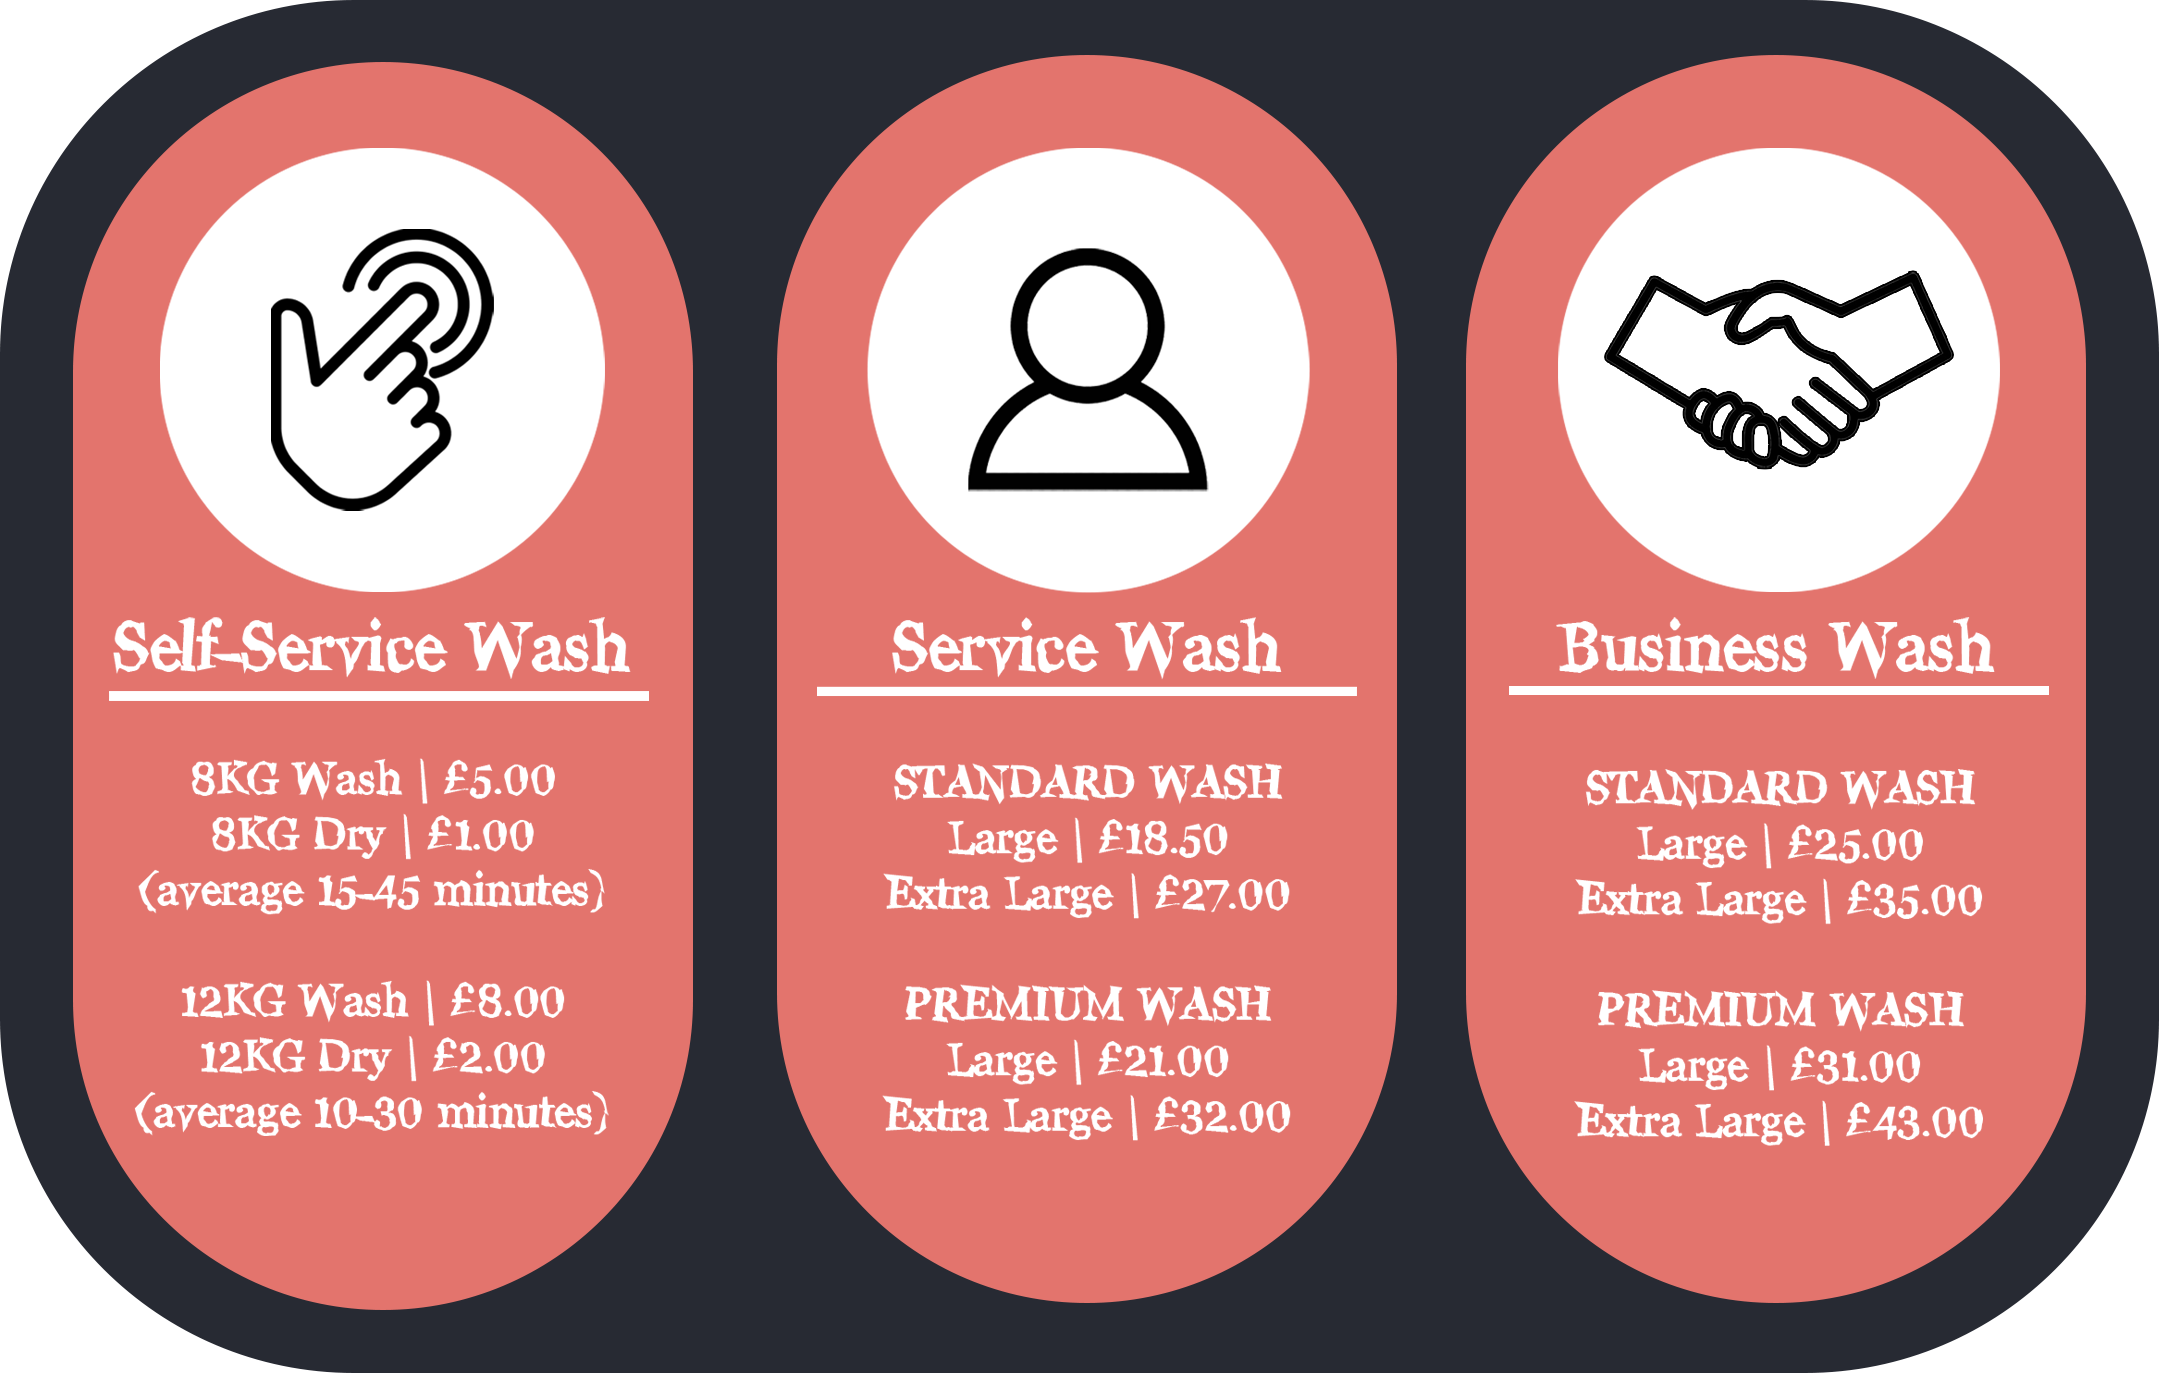 Self-Service Wash
8KG Wash | £5.00
8KG Dry | £1.00
(average 15-45 minutes)
12KG Wash | £8.00
12KG Dry | £2.00
(average 10-30 minutes)
Service Wash
STANDARD WASH
Large | £18.50
Extra Large | £27.00
PREMIUM WASH
Large | £21.00
Extra Large | £32.00
Business Wash
STANDARD WASH
Large | £25.00
Extra Large | £35.00
PREMIUM WASH
Large | £31.00
Extra Large | £43.00